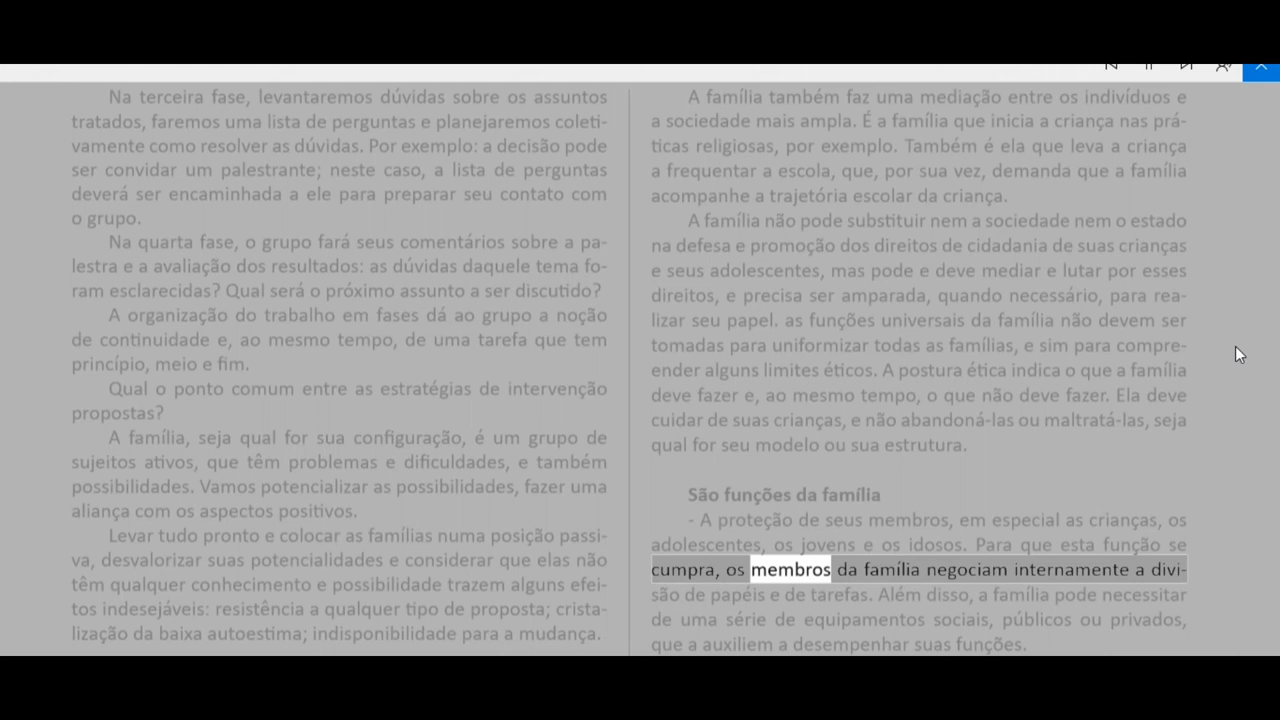 Na terceira fase, levantaremos dúvidas sobre os assuntos
tratados, faremos uma lista de perguntas e planejaremos coleti-
vamente como resolver as dúvidas. Por exemplo: a decisão pode
ser convidar um palestrante; neste caso, a lista de perguntas
deverá ser encaminhada a ele para preparar seu contato com
o grupo.
Na quarta fase, o grupo fará seus comentários sobre a pa-
lestra e a avaliação dos resultados: as dúvidas daquele tema fo-
ram esclarecidas? Qual será o próximo assunto a ser discutido?
A organização do trabalho em fases dá ao grupo a noção
de continuidade e, ao mesmo tempo, de uma tarefa que tem
princípio, meio e fim.
Qual o ponto comum entre as estratégias de intervenção
propostas?
A família, seja qual for sua configuração, é um grupo de
sujeitos ativos, que têm problemas e dificuldades, e também
possibilidades. Vamos potencializar as possibilidades, fazer uma
aliança com os aspectos positivos.
Levar tudo pronto e colocar as famílias numa posição passi-
va, desvalorizar suas potencialidades e considerar que elas não
têm qualquer conhecimento e possibilidade trazem alguns efei-
tos indesejáveis: resistência a qualquer tipo de proposta; crista-
lização da baixa autoestima; indisponibilidade para a mudança.
A família também faz uma mediação entre os indivíduos e
a sociedade mais ampla. É a família que inicia a criança nas prá-
ticas religiosas, por exemplo. Também é ela que leva a criança
a frequentar a escola, que, por sua vez, demanda que a família
acompanhe a trajetória escolar da criança.
A família não pode substituir nem a sociedade nem o estado
na defesa e promoção dos direitos de cidadania de suas crianças
e seus adolescentes, mas pode e deve mediar e lutar por esses
direitos, e precisa ser amparada, quando necessário, para rea-
lizar seu papel. as funções universais da família não devem ser
tomadas para uniformizar todas as famílias, e sim para compre-
ender alguns limites éticos. A postura ética indica o que a família
deve fazer e, ao mesmo tempo, o que não deve fazer. Ela deve
cuidar de suas crianças, e não abandoná-las ou maltratá-las, seja
qual for seu modelo ou sua estrutura.
São funções da família
- A proteção de seus membros, em especial as crianças, os
adolescentes, os jovens e os idosos. Para que esta função se
cumpra, os membros da família negociam internamente a divi-
são de papéis e de tarefas. Além disso, a família pode necessitar
de uma série de equipamentos sociais, públicos ou privados,
que a auxiliem a desempenhar suas funções.